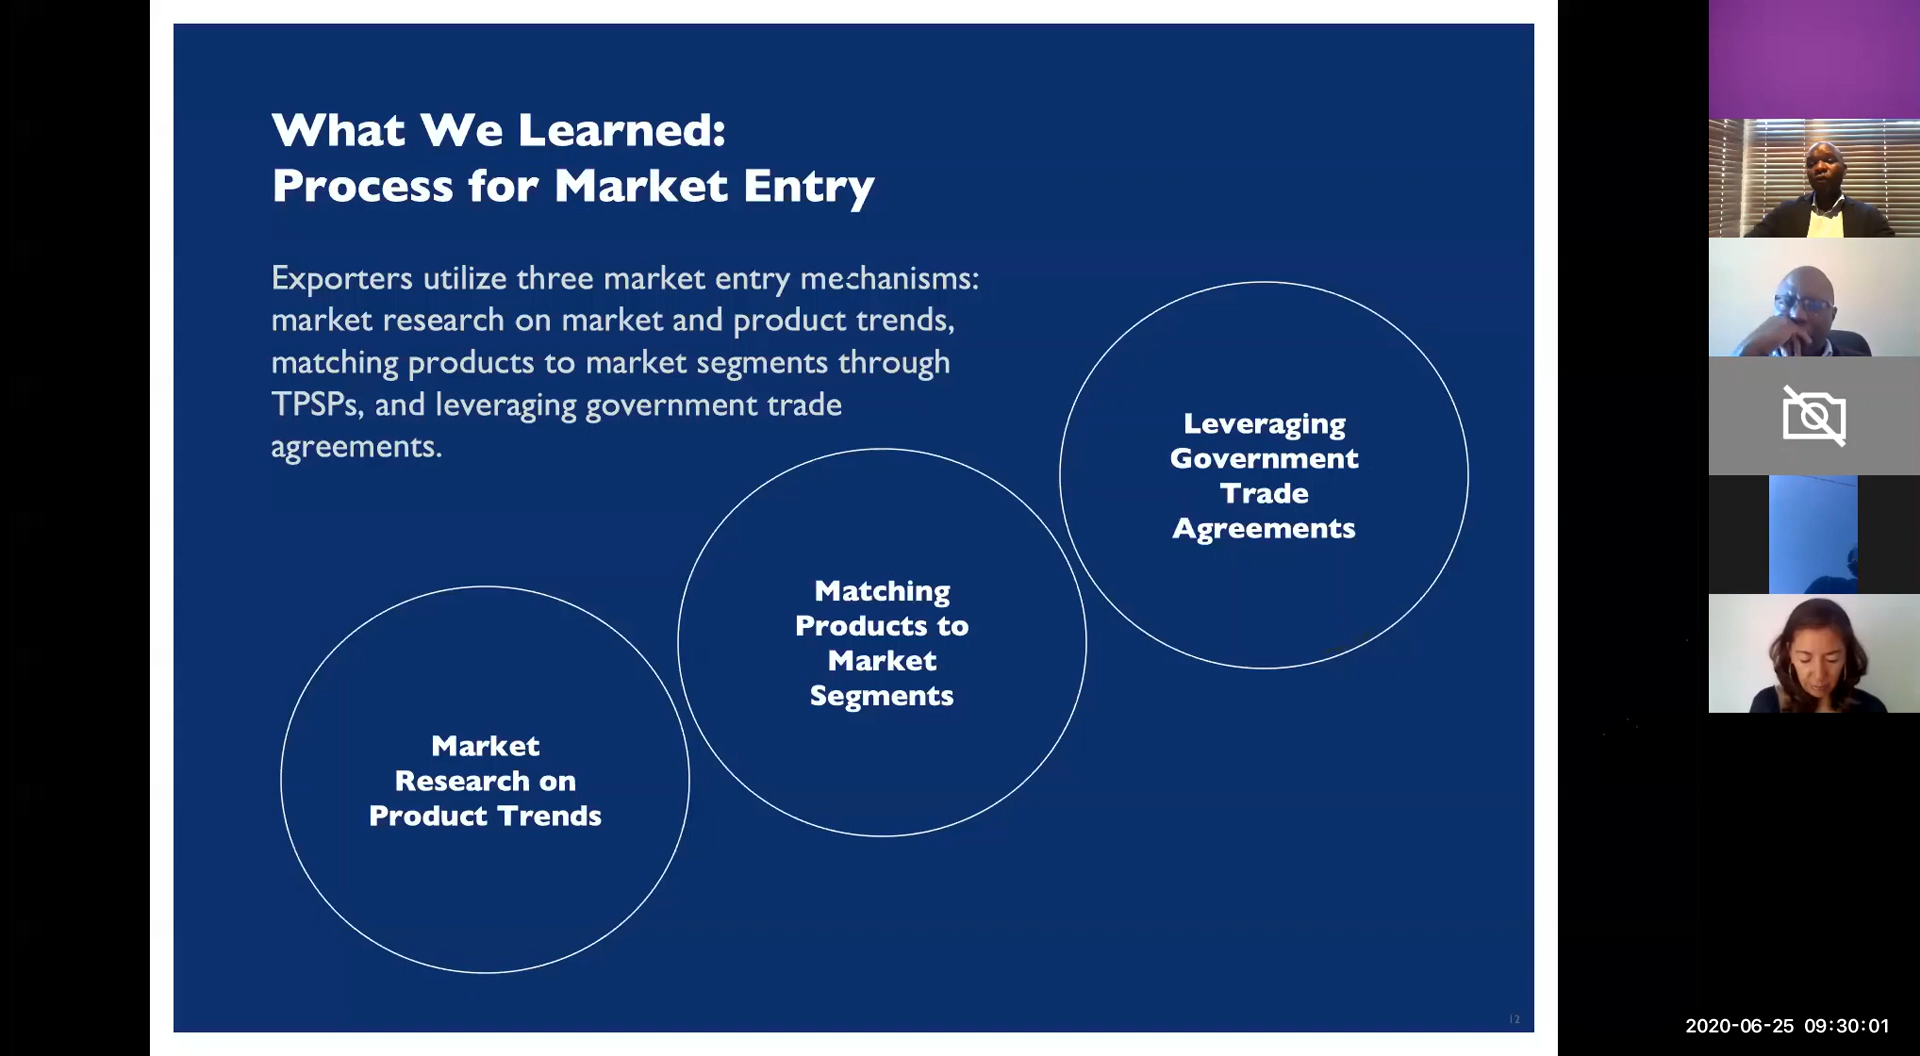 What We Learned:
Process for Market Entry
Exporters utilize three market entry mechanisms:
market research on market and product trends,
matching products to market segments through
TPSPs, and leveraging government trade
agreements.
Leveraging
Government
Trade
Agreements
Matching
Products to
Market
Segments
Market
Research on
Product Trends
12
2020-06-25 09:30:01